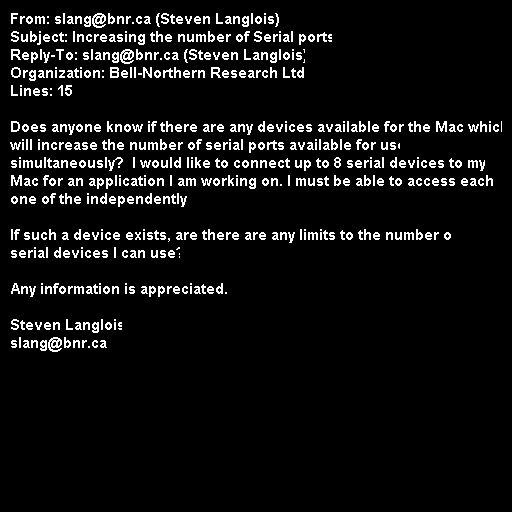 From: slang@bnr.ca (Steven Langlois)
Subject: Increasing the number of Serial ports
Reply-To: slang@bnr.ca (Steven Langlois)
Organization: Bell-Northern Research Ltd
Lines: 15

Does anyone know if there are any devices available for the Mac which
will increase the number of serial ports available for use
simultaneously?  I would like to connect up to 8 serial devices to my
Mac for an application I am working on. I must be able to access each
one of the independently

If such a device exists, are there are any limits to the number o
serial devices I can use?

Any information is appreciated.

Steven Langlois
slang@bnr.ca